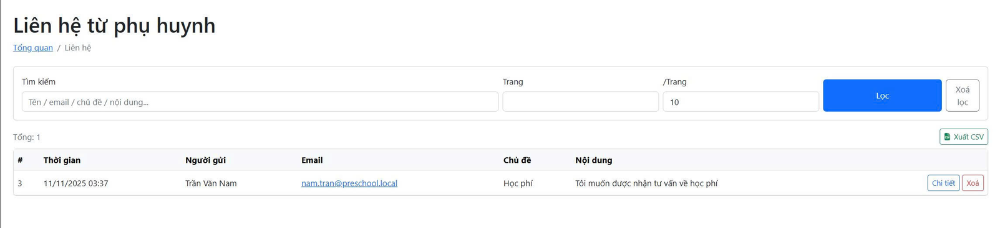 Liên hệ từ phụ huynh
Tổng quan / Liên hệ
Tìm kiếm Trang /Trang
Tên / email / chủ đề / nội dung... 10 Lọc Xoá lọc
Tổng: 1 Xuất CSV
# Thời gian Người gửi Email Chủ đề Nội dung
3 11/11/2025 03:37 Trần Văn Nam nam.tran@preschool.local Học phí Tôi muốn được nhận tư vấn về học phí Chi tiết Xoá